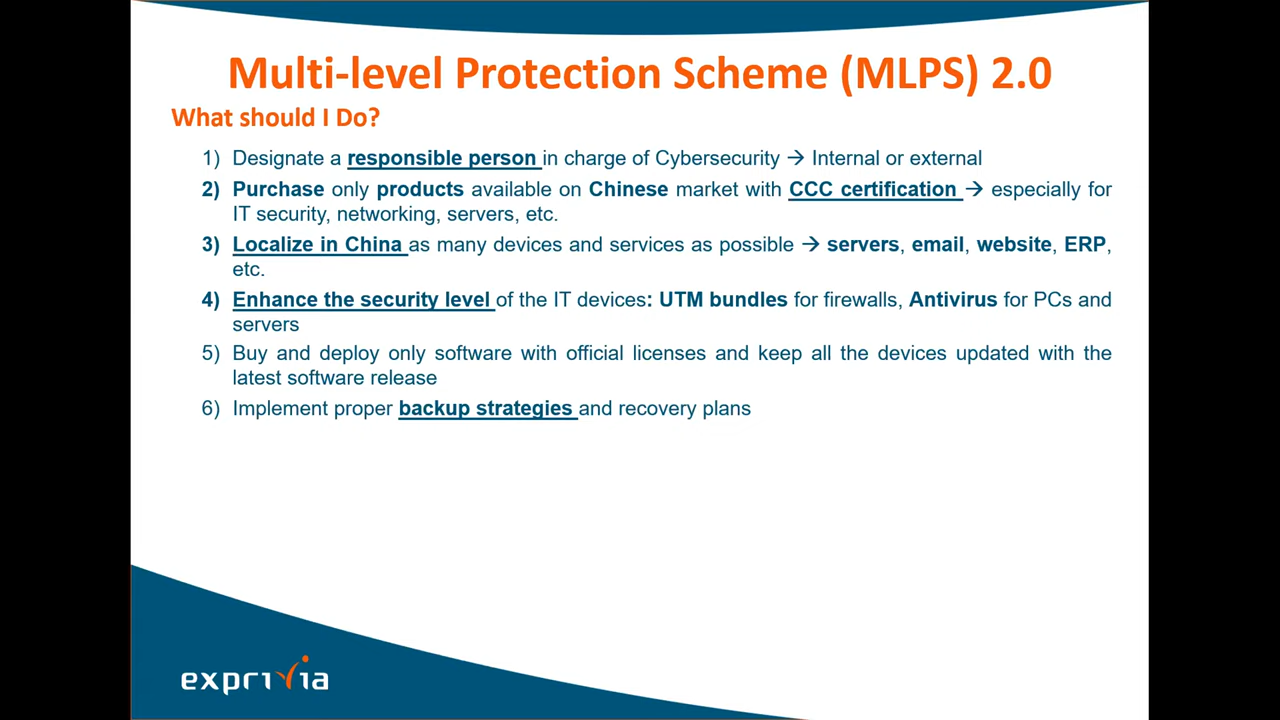 Multi-level Protection Scheme (MLPS) 2.0
What should I Do?
1) Designate a responsible person in charge of Cybersecurity → Internal or external
2) Purchase only products available on Chinese market with CCC certification → especially for
IT security, networking, servers, etc.
3) Localize in China as many devices and services as possible → servers, email, website, ERP,
etc.
4) Enhance the security level of the IT devices: UTM bundles for firewalls, Antivirus for PCs and
servers
5) Buy and deploy only software with official licenses and keep all the devices updated with the
latest software release
6) Implement proper backup strategies and recovery plans
exprivia